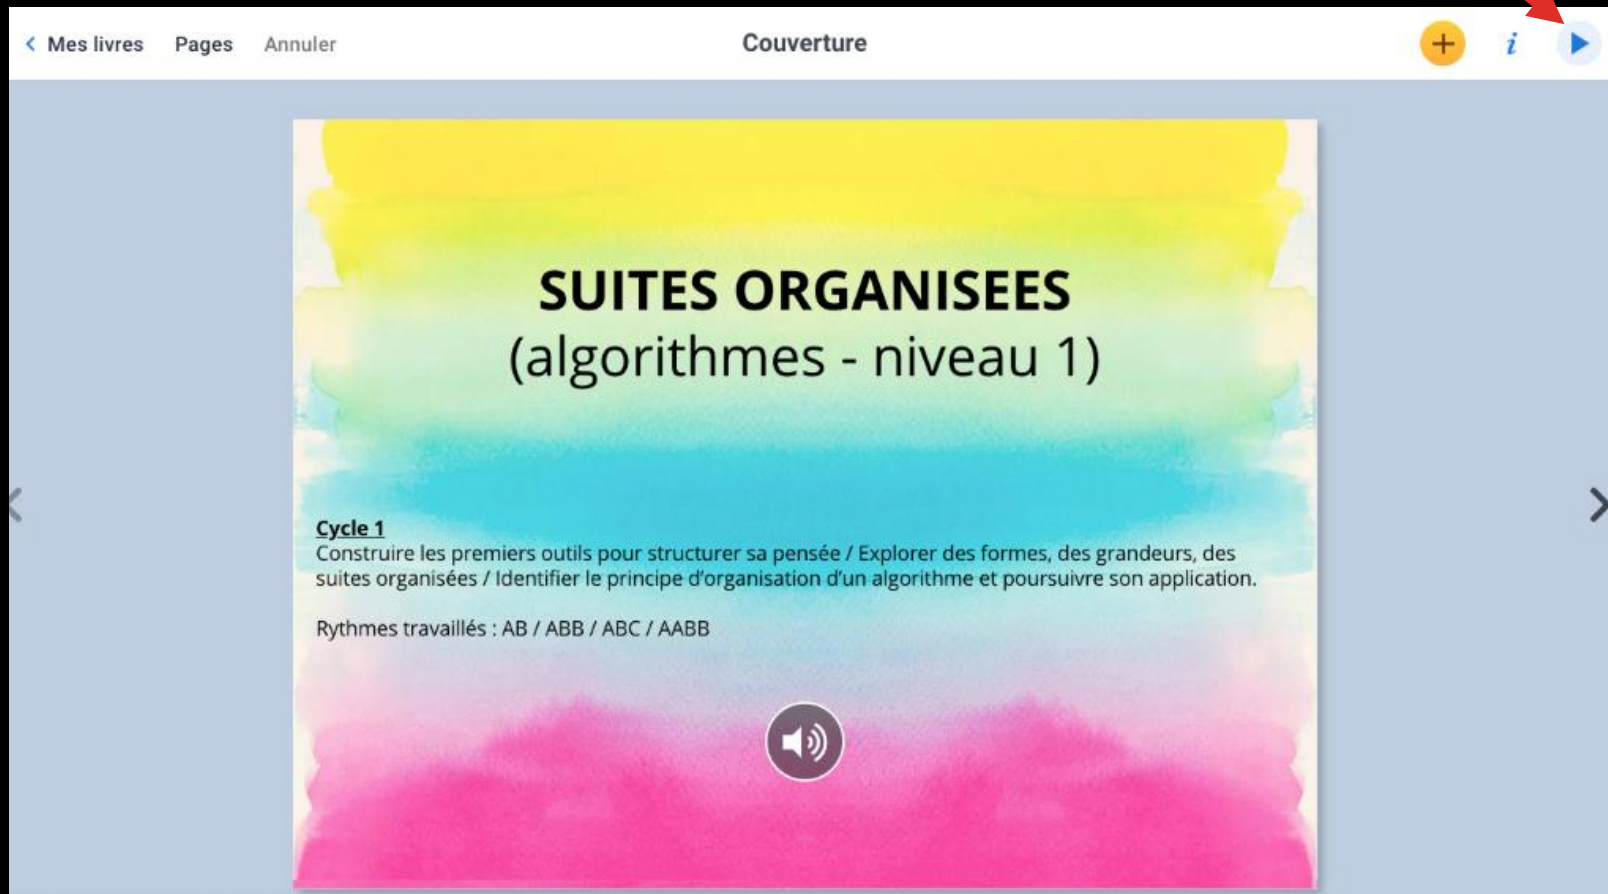 Mes livres Pages Annuler Couverture
SUITES ORGANISEES
(algorithmes - niveau 1)
Cycle 1
Construire les premiers outils pour structurer sa pensée / Explorer des formes, des grandeurs, des
suites organisées / Identifier le principe d'organisation d'un algorithme et poursuivre son application.
Rythmes travaillés : AB / ABB / ABC / AABB